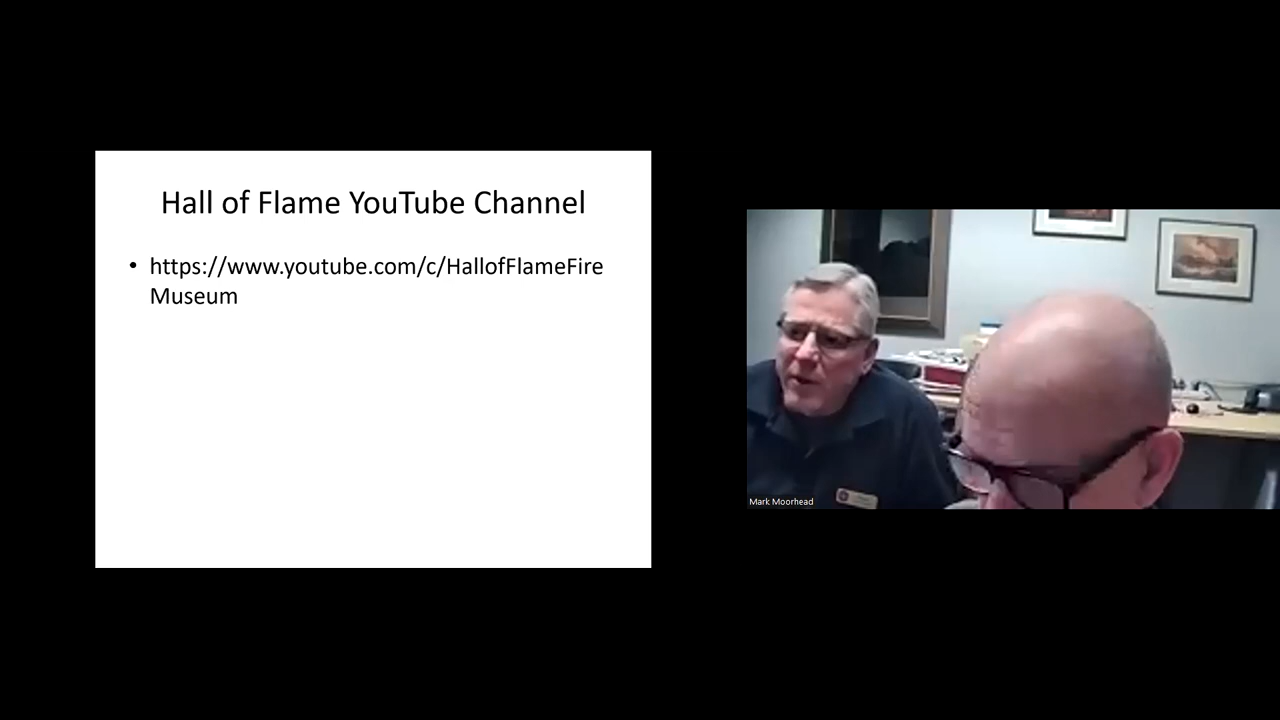 Hall of Flame YouTube Channel
• https://www.youtube.com/c/HallofFlameFire
Museum
Mark Moorhead